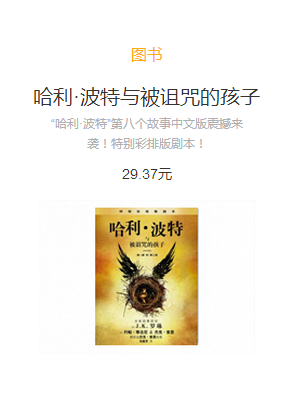 图书
哈利·波特与被诅咒的孩子
“哈利·波特”第八个故事中文版震撼来
袭！特别彩排版剧本！
29.37元
哈利·波特
与
被诅咒的孩子
J.K.罗琳